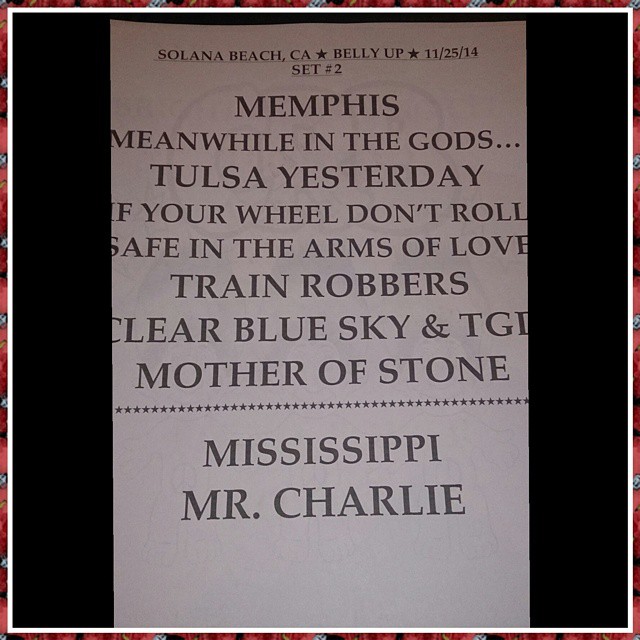 SOLANA BEACH, CA ★ BELLY UP ★ 11/25/14
SET #2
MEMPHIS
MEANWHILE IN THE GODS...
TULSA YESTERDAY
IF YOUR WHEEL DON'T ROLL
SAFE IN THE ARMS OF LOVE
TRAIN ROBBERS
CLEAR BLUE SKY & TGI
MOTHER OF STONE
MISSISSIPPI
MR. CHARLIE